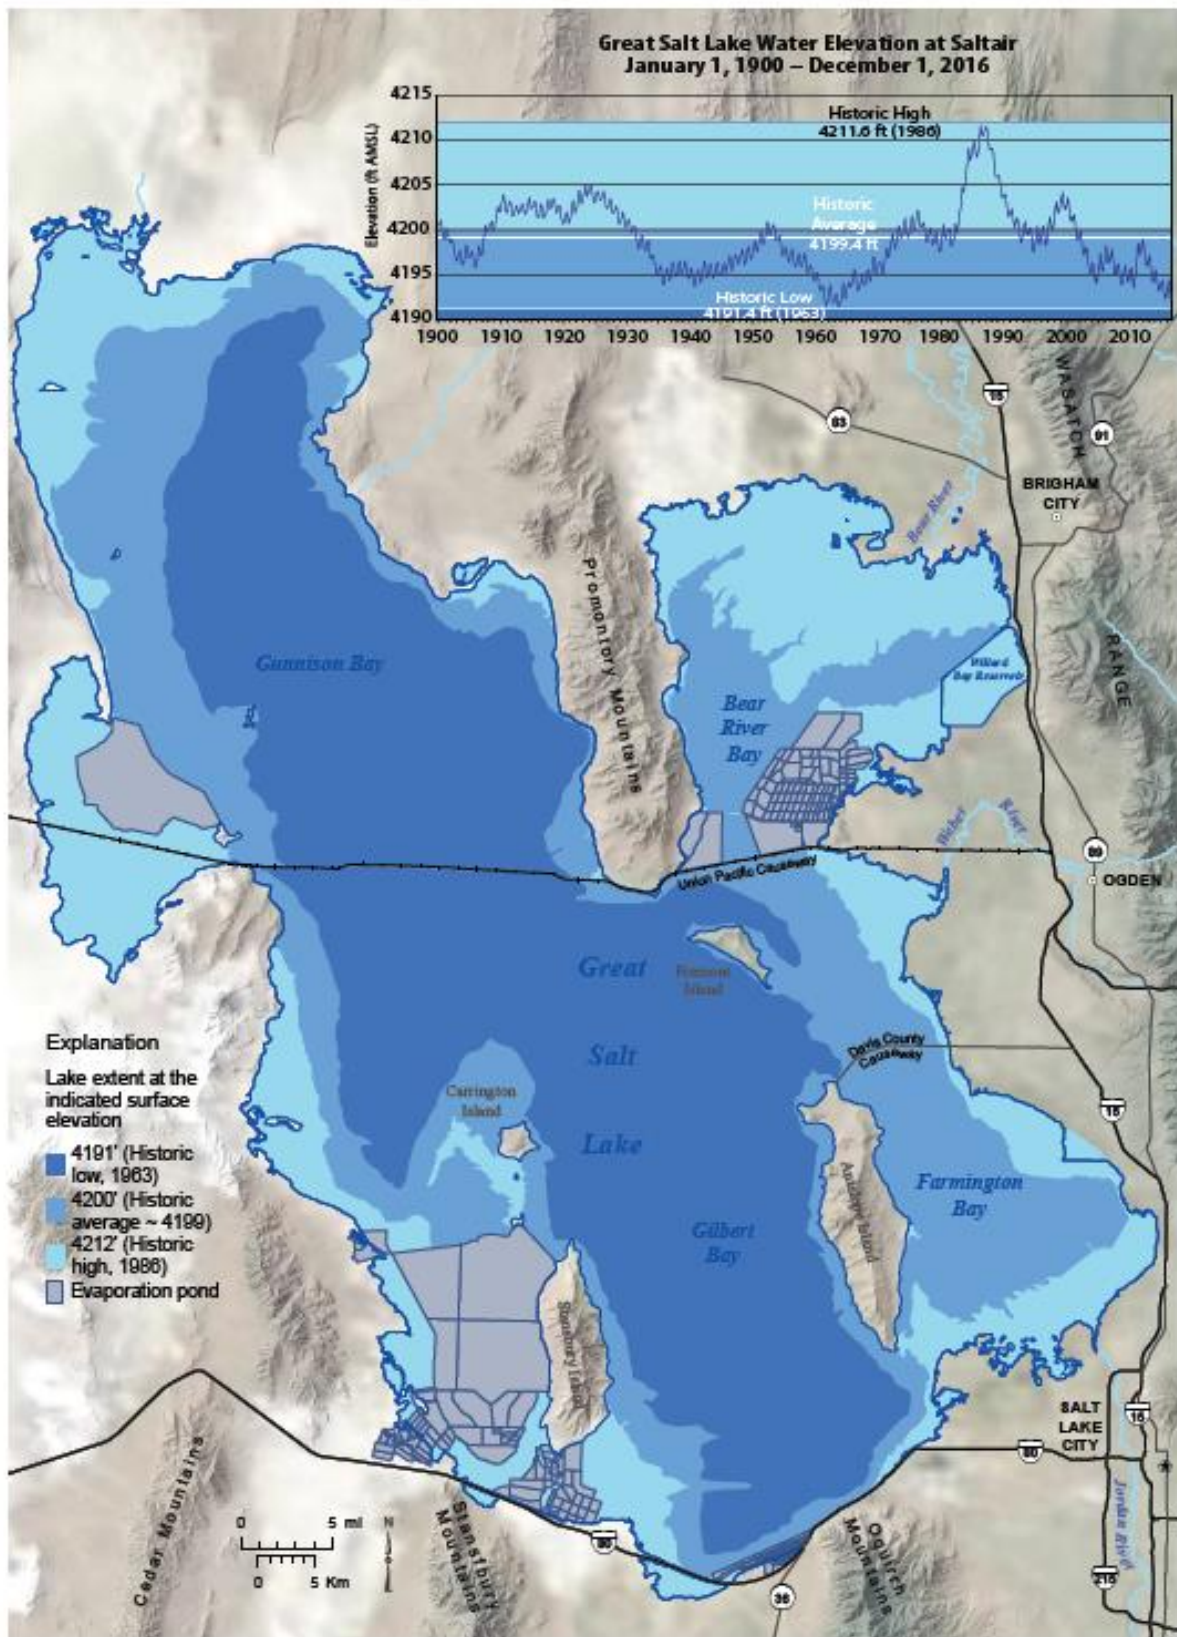 Great Salt Lake Water Elevation at Saltair
January 1, 1900 – December 1, 2016
Elevation (ft AMSL)
4215
4210
4205
4200
4195
4190
Historic High
4211.6 ft (1986)
Historic
Average
4199.4 ft
Historic Low
4191.4 ft (1963)
1900
1910
1920
1930
1940
1950
1960
1970
1980
1990
2000
2010
15
83
WASATCH
91
BRIGHAM
CITY
Bear River
Promontory Mountains
RANGE
Gunnison Bay
Willard
Bay Reservoir
Bear
River
Bay
Weber River
89
OGDEN
Union Pacific Causeway
Great
Salt
Lake
Fremont
Island
Davis County
Causeway
15
Carrington
Island
Antelope Island
Farmington
Bay
Gilbert
Bay
Stansbury Island
Explanation
Lake extent at the
indicated surface
elevation
4191' (Historic
low, 1963)
4200' (Historic
average ~ 4199)
4212' (Historic
high, 1986)
Evaporation pond
SALT
LAKE
CITY
15
80
Jordan River
215
Cedar Mountains
0 5 mi
0 5 Km
N
Stansbury
Mountains
80
36
Oquirrh
Mountains